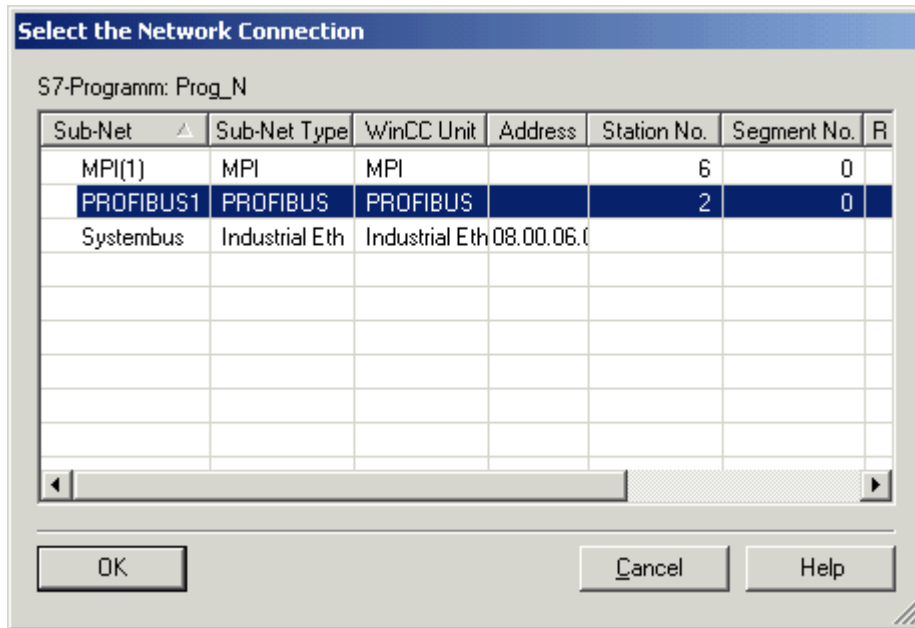 Select the Network Connection
S7-Programm: Prog_N
Sub-Net Sub-Net Type WinCC Unit Address Station No. Segment No. R
MPI(1) MPI MPI 6 0
PROFIBUS1 PROFIBUS PROFIBUS 2 0
Systembus Industrial Eth Industrial Eth 08.00.06.0
OK Cancel Help